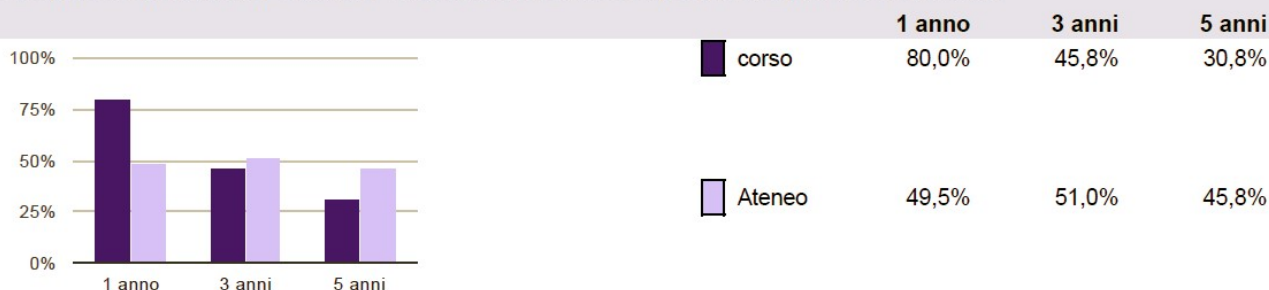 1 anno 3 anni 5 anni
corso 80,0% 45,8% 30,8%
Ateneo 49,5% 51,0% 45,8%
100%
75%
50%
25%
0%
1 anno 3 anni 5 anni